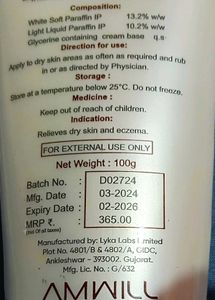 Composition:
White Soft Paraffin IP 13.2% w/w
Light Liquid Paraffin IP 10.2% w/w
Glycerine containing cream base q.s
Direction for use:
Apply to dry skin areas as often as required and rub
in or as directed by Physician.
Storage :
Store at a temperature below 25°C. Do not freeze.
Medicine :
Keep out of reach of children.
Indication:
Relieves dry skin and eczema.
FOR EXTERNAL USE ONLY
Net Weight : 100g
Batch No. : D02724
Mfg. Date : 03-2024
Expiry Date : 02-2026
MRP ₹. : 365.00
(Incl. Of all taxes)
Manufactured by: Lyka Labs Limited
Plot No. 4801/B & 4802/A, GIDC,
Ankleshwar - 393002. Gujarat.
Mfg. Lic. No. : G/632
AMWILL